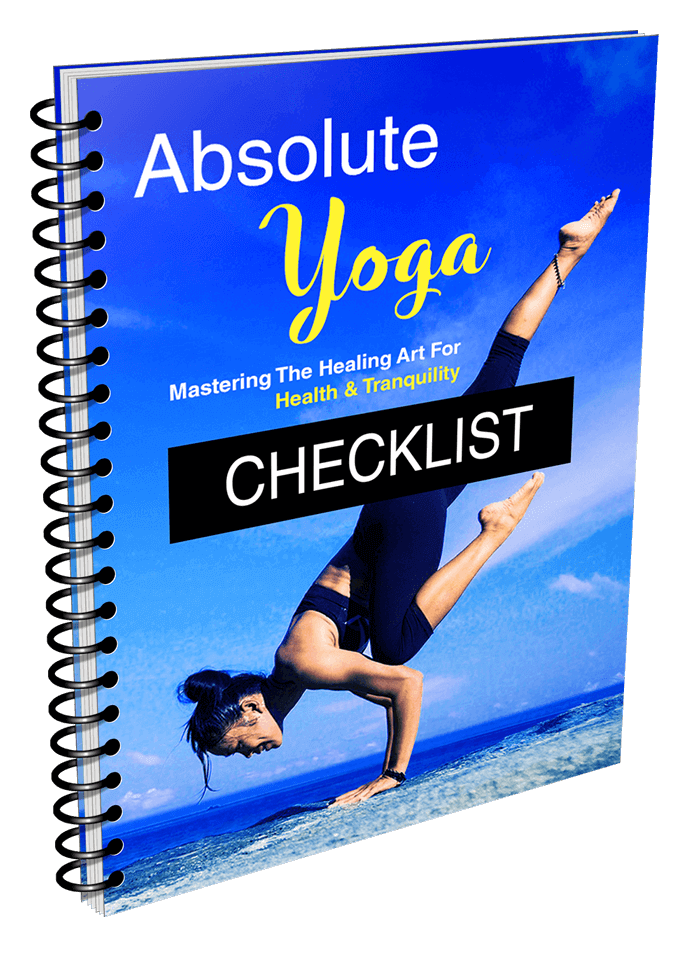 Absolute
Yoga
Mastering The Healing Art For
Health & Tranquility
CHECKLIST